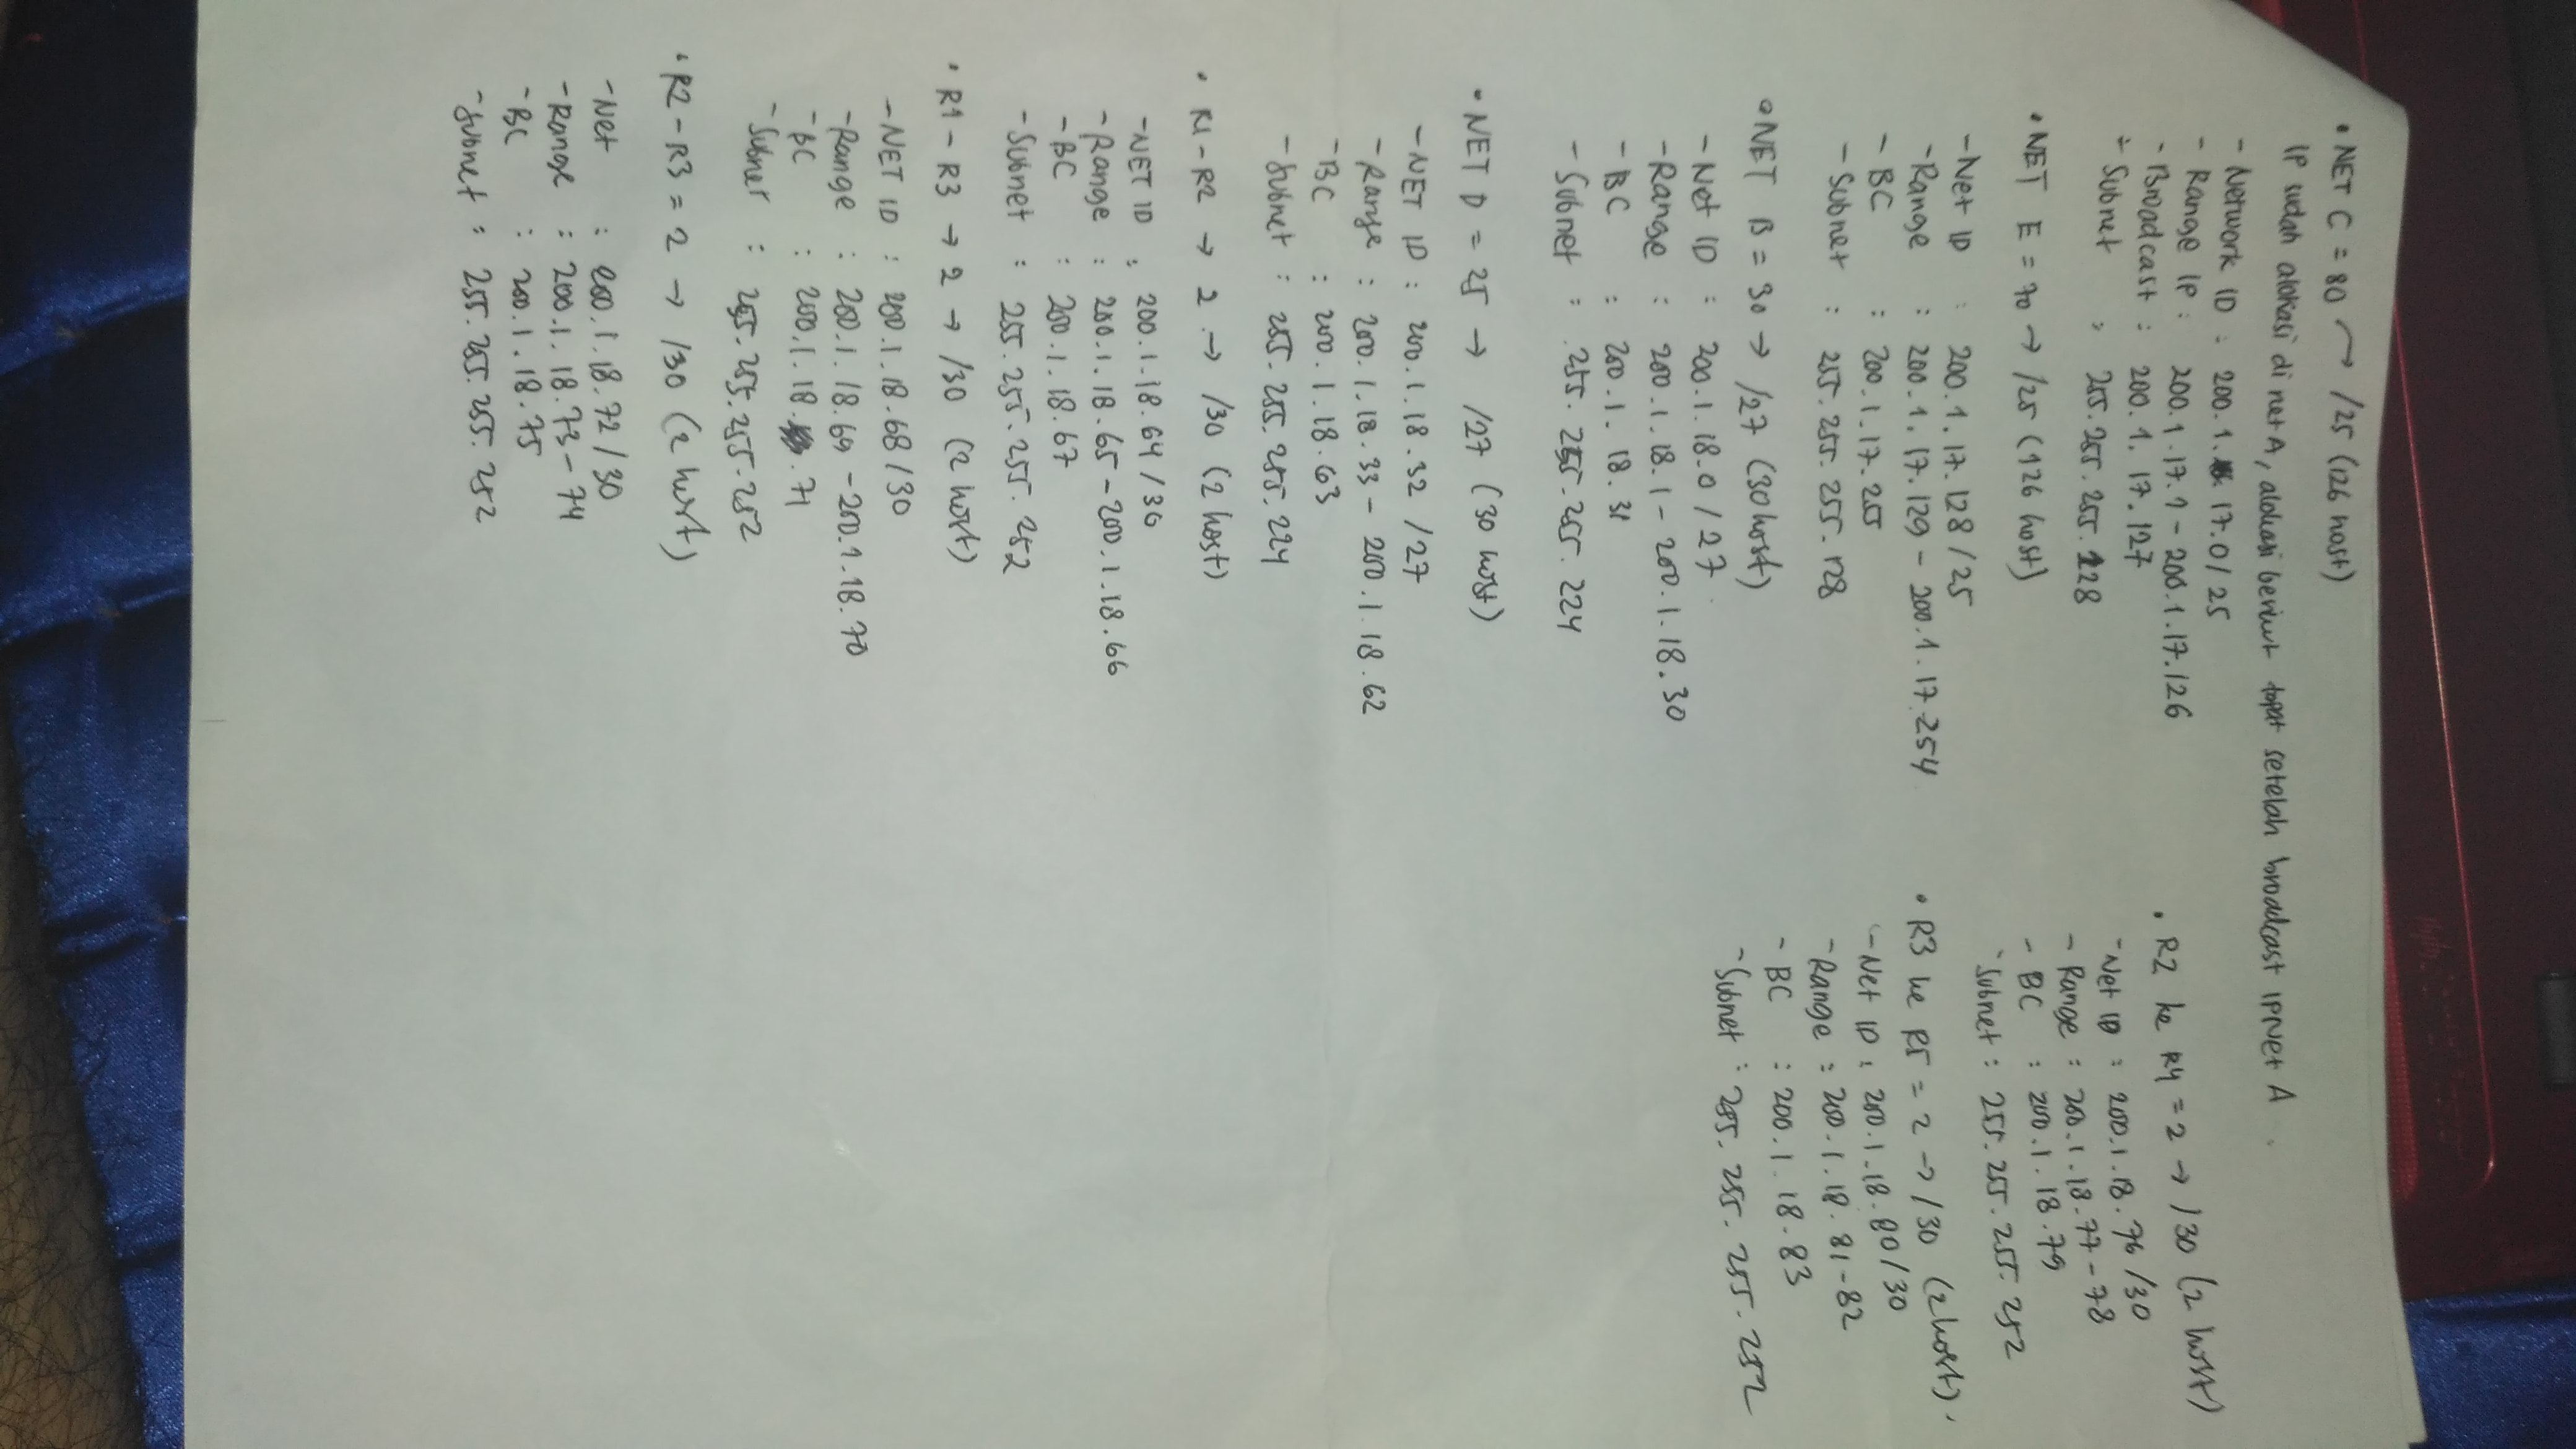 • NET C = 80 → /25 (126 host)
IP sudah alokasi di net A, alokasi berikut tepat setelah broadcast IP Net A
- Network ID : 200.1. 17.0/25
- Range IP : 200.1.17.1 - 200.1.17.126
- Broadcast : 200.1.17.127
- Subnet : 255.255.255.128
• NET E = 70 → /25 (126 host)
- Net ID : 200.1.17.128/25
- Range : 200.1.17.129 - 200.1.17.254
- BC : 200.1.17.255
- Subnet : 255.255.255.128
• NET B = 30 → /27 (30 host)
- Net ID : 200.1.18.0/27
- Range : 200.1.18.1 - 200.1.18.30
- BC : 200.1.18.31
- Subnet : 255.255.255.224
• NET D = 25 → /27 (30 host)
- NET ID : 200.1.18.32 /27
- Range : 200.1.18.33 - 200.1.18.62
- BC : 200.1.18.63
- Subnet : 255.255.255.224
• R1 - R2 → 2 → /30 (2 host)
- NET ID : 200.1.18.64/30
- Range : 200.1.18.65 - 200.1.18.66
- BC : 200.1.18.67
- Subnet : 255.255.255.252
• R1 - R3 → 2 → /30 (2 host)
- NET ID : 200.1.18.68/30
- Range : 200.1.18.69 - 200.1.18.70
- BC : 200.1.18. .71
- Subnet : 255.255.255.252
• R2 - R3 = 2 → /30 (2 host)
- Net : 200.1.18.72/30
- Range : 200.1.18.73 - 74
- BC : 200.1.18.75
- Subnet : 255.255.255.252
• R2 ke R4 = 2 → /30 (2 host)
- Net ID : 200.1.18.76 /30
- Range : 200.1.18.77 - 78
- BC : 200.1.18.79
- Subnet : 255.255.255.252
• R3 ke R5 = 2 → /30 (2 host).
- Net ID : 200.1.18.80/30
- Range : 200.1.18.81 - 82
- BC : 200.1.18.83
- Subnet : 255.255.255.252